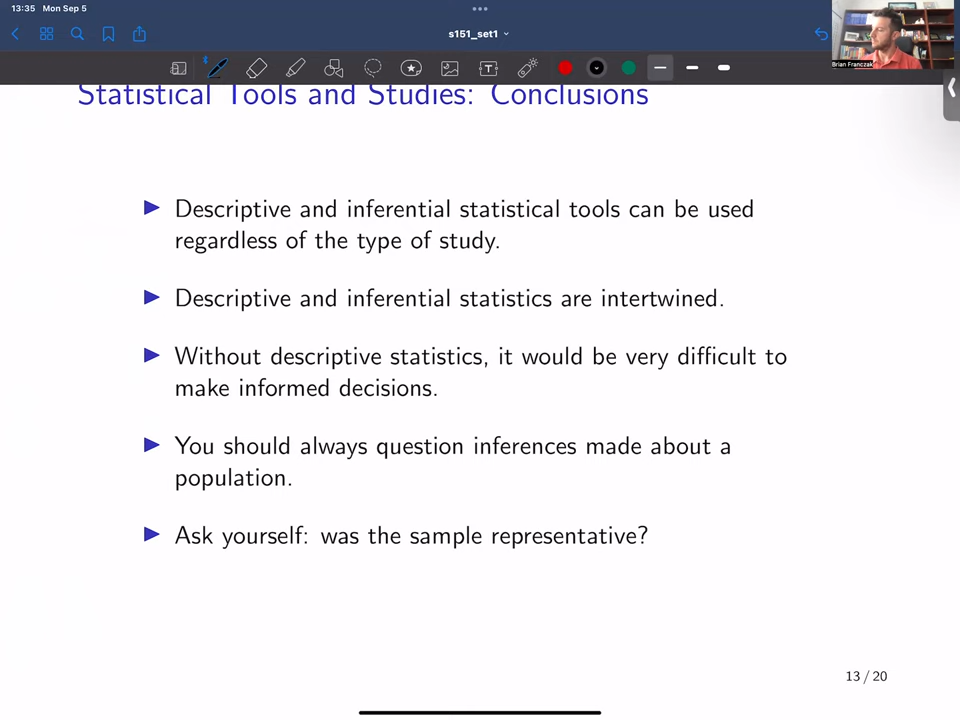 13:35 Mon Sep 5
s151_set1
Brian Franczak
Statistical Tools and Studies: Conclusions
Descriptive and inferential statistical tools can be used
regardless of the type of study.
Descriptive and inferential statistics are intertwined.
Without descriptive statistics, it would be very difficult to
make informed decisions.
You should always question inferences made about a
population.
Ask yourself: was the sample representative?
13 / 20